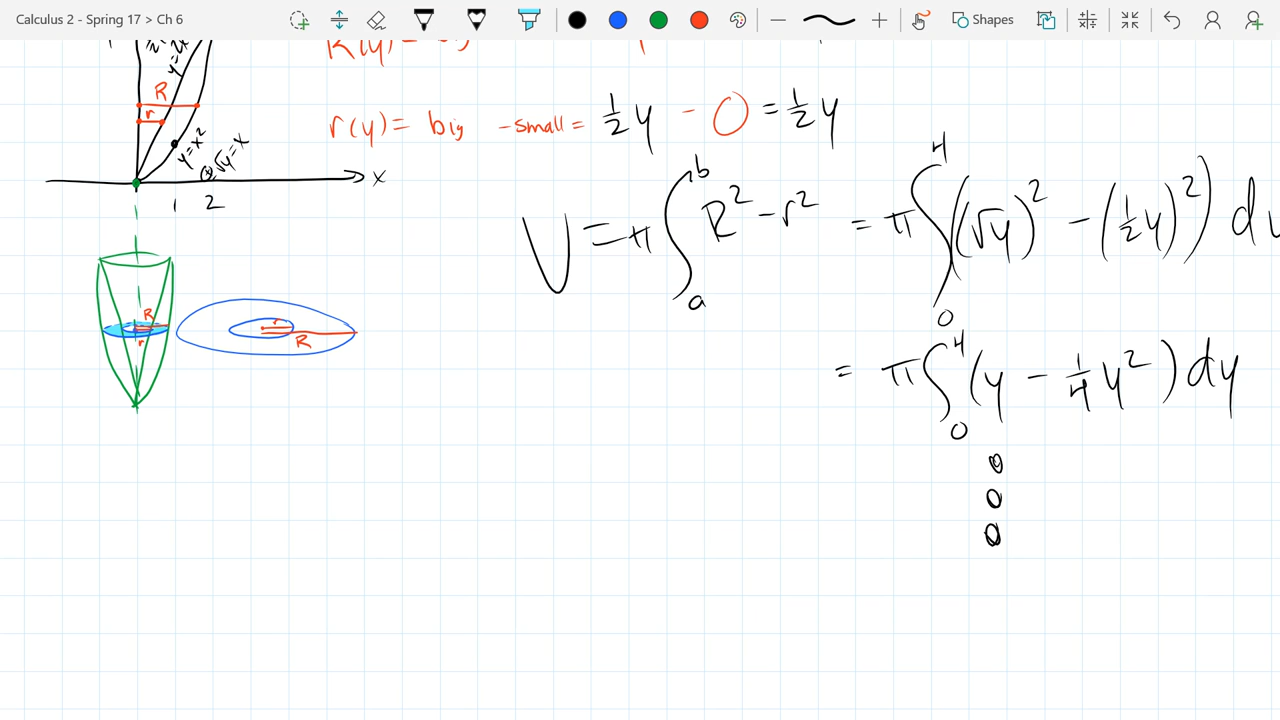 Calculus 2 - Spring 17 > Ch 6
Shapes
R(y) =
y=
R
r
r(y) = big - small = ½y - 0 = ½y
y=x²
√y=x
x
1 2
V = π∫ₐᵇ R² - r² = π∫₀⁴ ((√y)² - (½y)²) dy
R
r
r
R
= π∫₀⁴ (y - ¼y²) dy